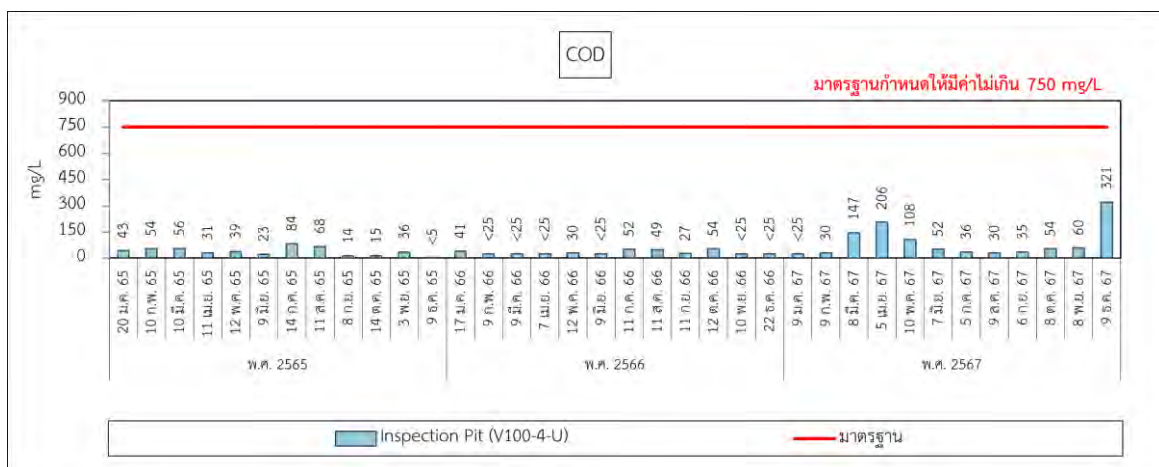 COD
มาตรฐานกำหนดให้มีค่าไม่เกิน 750 mg/L
mg/L
900
750
600
450
300
150
0
43 54 56 31 39 23 84 68 14 15 36 <5 41 <25 <25 <25 30 <25 52 49 27 54 <25 <25 <25 30 147 206 108 52 36 30 35 54 60 321
20 ม.ค. 65
10 ก.พ. 65
10 มี.ค. 65
11 เม.ย. 65
12 พ.ค. 65
9 มิ.ย. 65
14 ก.ค. 65
11 ส.ค. 65
8 ก.ย. 65
14 ต.ค. 65
3 พ.ย. 65
9 ธ.ค. 65
17 ม.ค. 66
9 ก.พ. 66
9 มี.ค. 66
7 เม.ย. 66
12 พ.ค. 66
9 มิ.ย. 66
11 ก.ค. 66
11 ส.ค. 66
11 ก.ย. 66
12 ต.ค. 66
10 พ.ย. 66
22 ธ.ค. 66
9 ม.ค. 67
9 ก.พ. 67
8 มี.ค. 67
5 เม.ย. 67
10 พ.ค. 67
7 มิ.ย. 67
5 ก.ค. 67
9 ส.ค. 67
6 ก.ย. 67
8 ต.ค. 67
8 พ.ย. 67
9 ธ.ค. 67
พ.ศ. 2565 พ.ศ. 2566 พ.ศ. 2567
Inspection Pit (V100-4-U) มาตรฐาน